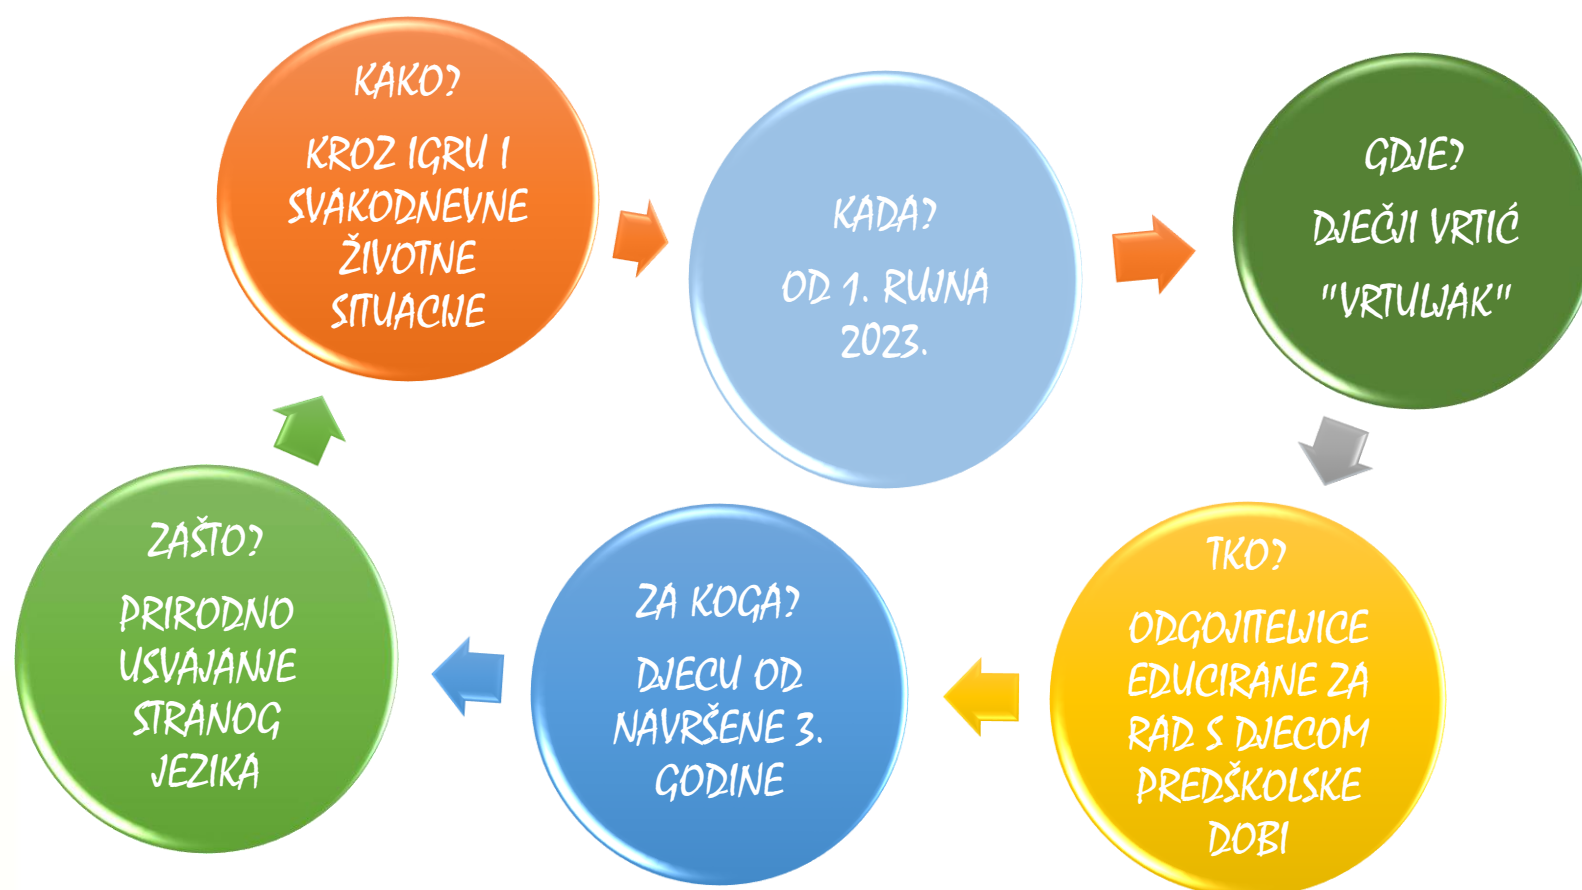 KAKO?
KROZ IGRU I
SVAKODNEVNE
ŽIVOTNE
SITUACIJE
KADA?
OD 1. RUJNA
2023.
GDJE?
DJEČJI VRTIĆ
"VRTULJAK"
TKO?
ODGOJITELJICE
EDUCIRANE ZA
RAD S DJECOM
PREDŠKOLSKE
DOBI
ZA KOGA?
DJECU OD
NAVRŠENE 3.
GODINE
ZAŠTO?
PRIRODNO
USVAJANJE
STRANOG
JEZIKA